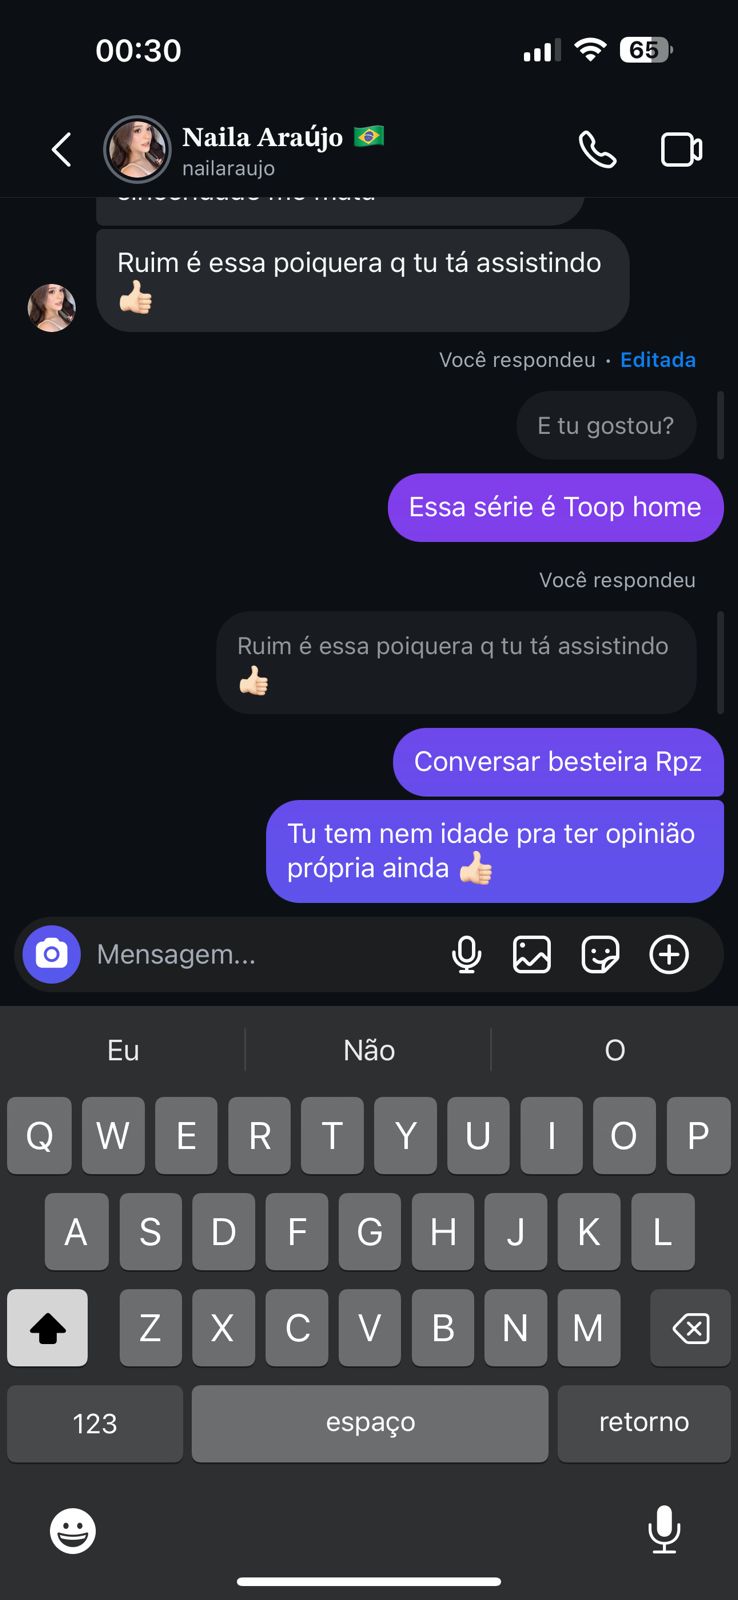 00:30
65
Naila Araújo 🇧🇷
nailaraujo
Ruim é essa poiquera q tu tá assistindo
👍🏻
Você respondeu · Editada
E tu gostou?
Essa série é Toop home
Você respondeu
Ruim é essa poiquera q tu tá assistindo
👍🏻
Conversar besteira Rpz
Tu tem nem idade pra ter opinião
própria ainda 👍🏻
Mensagem...
Eu Não O
Q W E R T Y U I O P
A S D F G H J K L
Z X C V B N M
123 espaço retorno